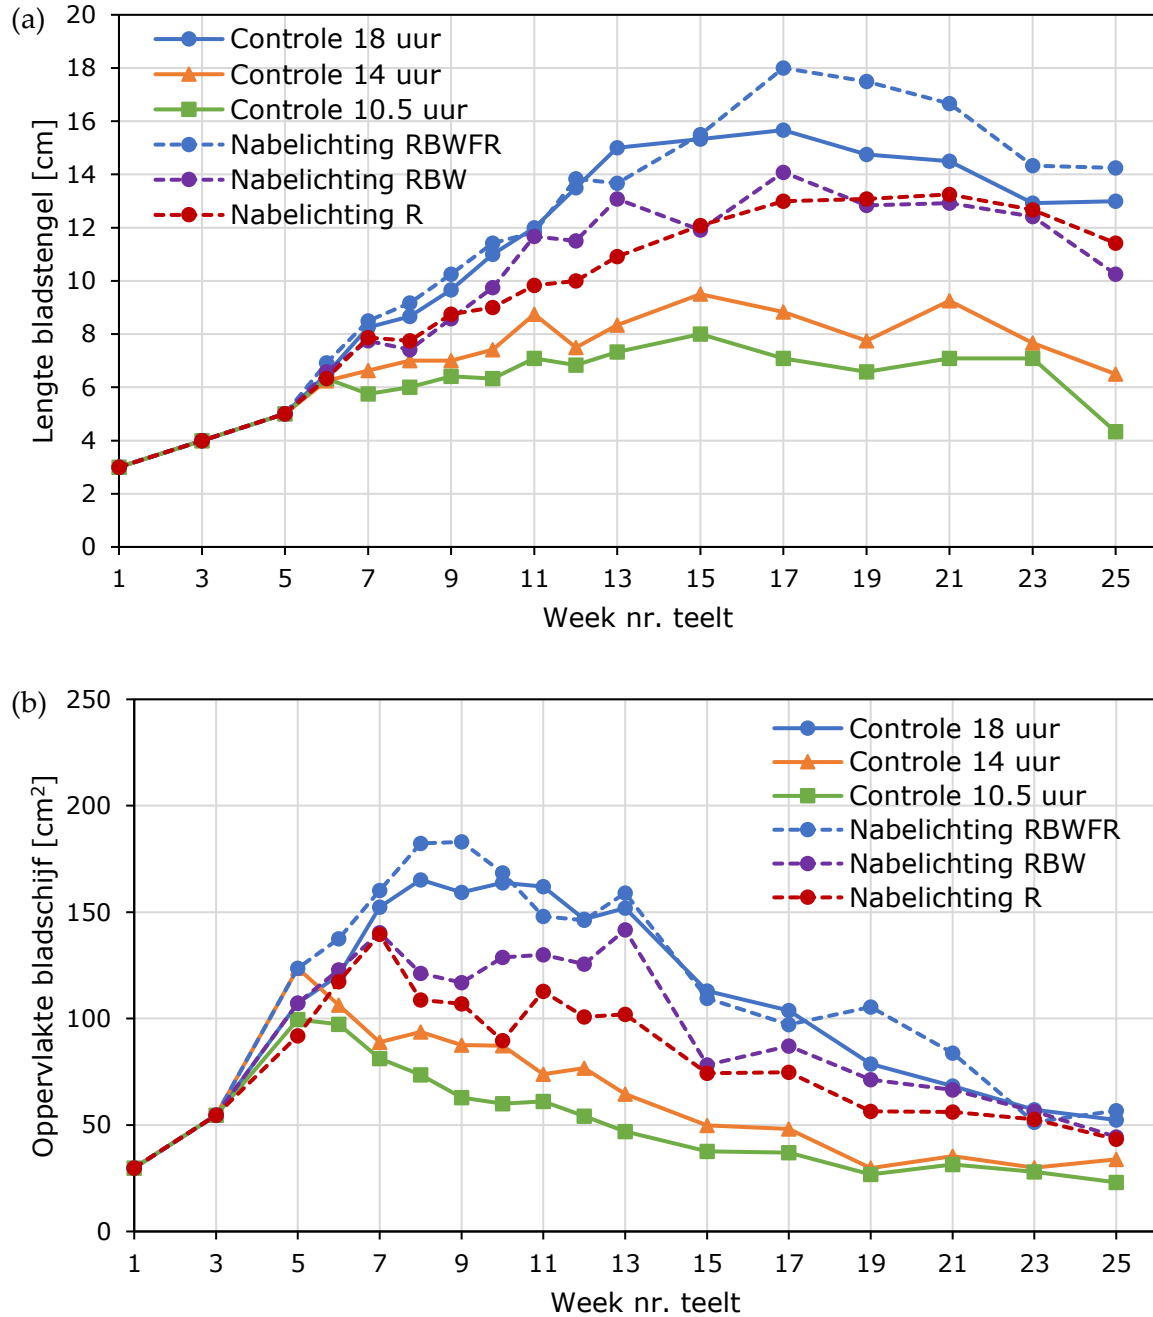 (a)
Lengte bladstengel [cm]
20
18
16
14
12
10
8
6
4
2
0
Controle 18 uur
Controle 14 uur
Controle 10.5 uur
Nabelichting RBWFR
Nabelichting RBW
Nabelichting R
1 3 5 7 9 11 13 15 17 19 21 23 25
Week nr. teelt
(b)
Oppervlakte bladschijf [cm²]
250
200
150
100
50
0
Controle 18 uur
Controle 14 uur
Controle 10.5 uur
Nabelichting RBWFR
Nabelichting RBW
Nabelichting R
1 3 5 7 9 11 13 15 17 19 21 23 25
Week nr. teelt